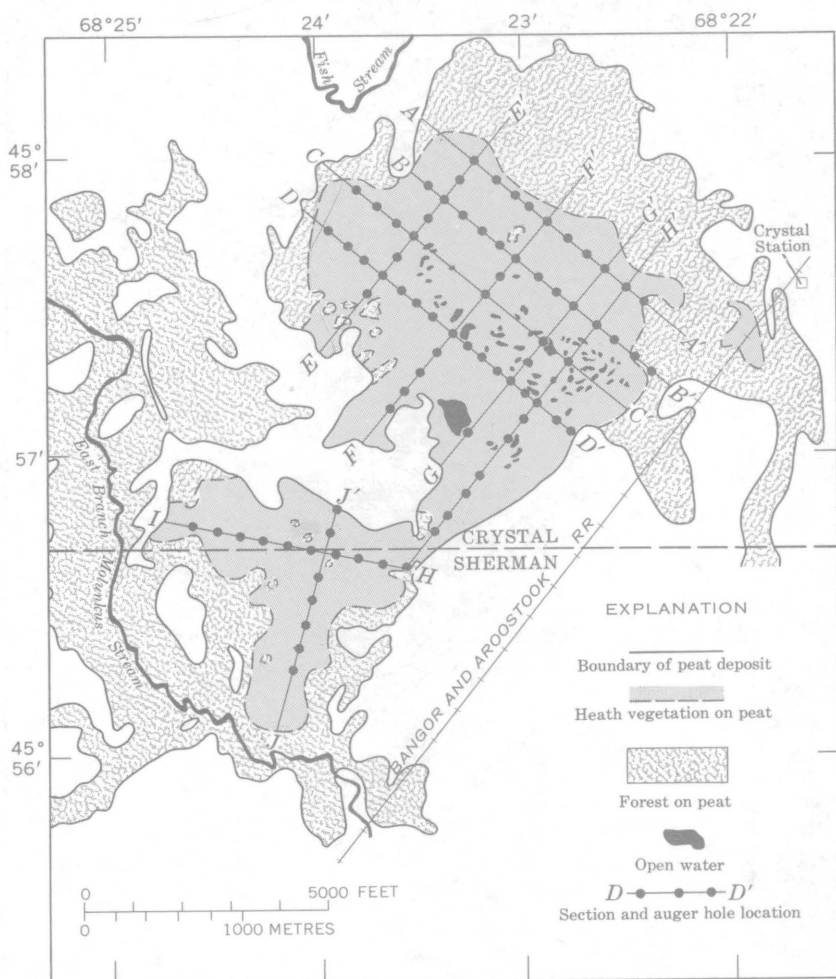 68°25′ 24′ 23′ 68°22′
Fish Stream
45°
58′
A
E′
C
B
F′
D
G′
H′
Crystal
Station
A′
E
B′
C′
D′
F
G
57′
I
J′
H
CRYSTAL
SHERMAN
East Branch Molunkus Stream
BANGOR AND AROOSTOOK RR
J
45°
56′
EXPLANATION
Boundary of peat deposit
Heath vegetation on peat
Forest on peat
Open water
D D′
Section and auger hole location
0 5000 FEET
0 1000 METRES